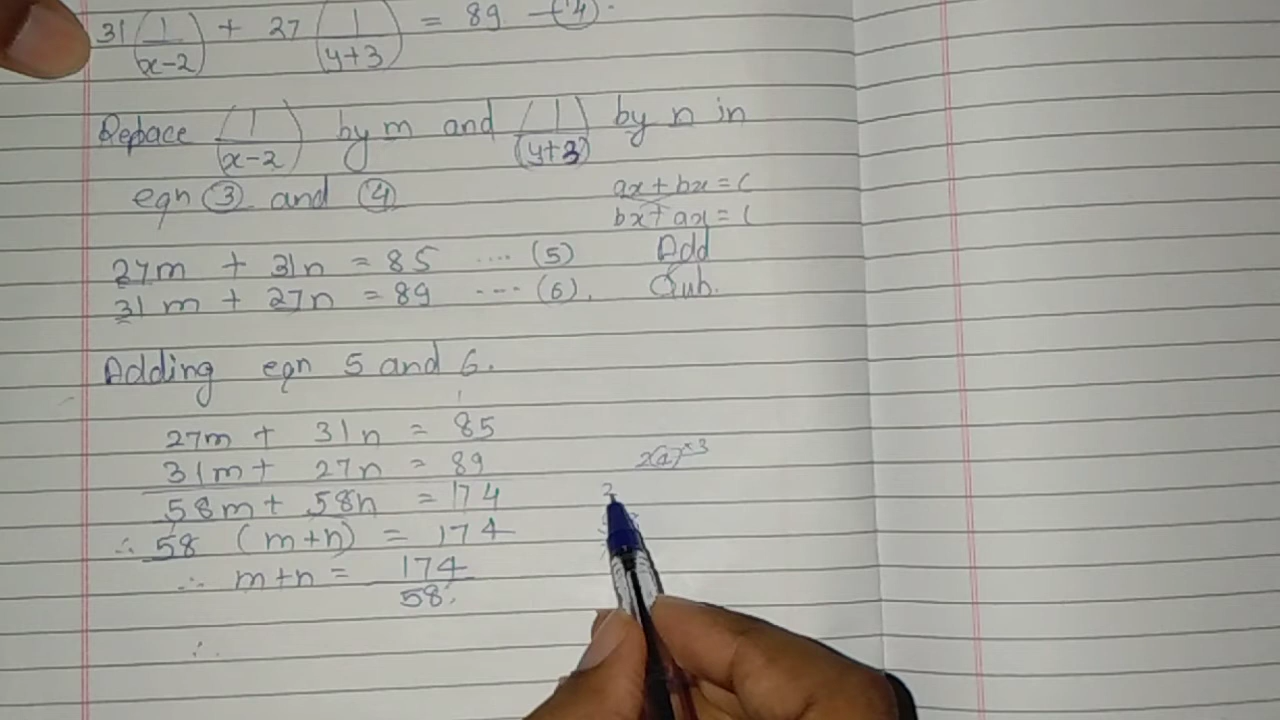 31(1/(x-2)) + 27(1/(y+3)) = 89 — (4).
Replace (1/(x-2)) by m and (1/(y+3)) by n in
eqn ③ and ④
ax + bx = C
bx + ax = C
27m + 31n = 85 .... (5) Add
31m + 27n = 89 --- (6). Sub.
Adding eqn 5 and 6.
27m + 31n = 85
31m + 27n = 89
58m + 58n = 174
∴ 58 (m+n) = 174
∴ m+n = 174/58
∴